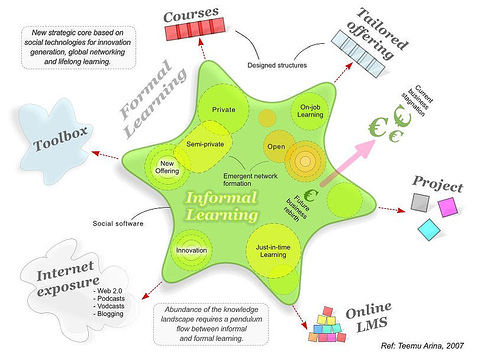 Courses
Tailored
offering
New strategic core based on
social technologies for innovation
generation, global networking
and lifelong learning.
Designed structures
Formal
Learning
Current
business
stagnation
Private
On-job
Learning
€
€
€
Toolbox
Semi-private
Open
New
Offering
Emergent network
formation
Project
Informal
Learning
€
Future
business
rebirth
Social software
Innovation
Just-in-time
Learning
Internet
exposure
- Web 2.0
- Podcasts
- Vodcasts
- Blogging
Abundance of the knowledge
landscape requires a pendulum
flow between informal
and formal learning.
Online
LMS
Ref: Teemu Arina, 2007